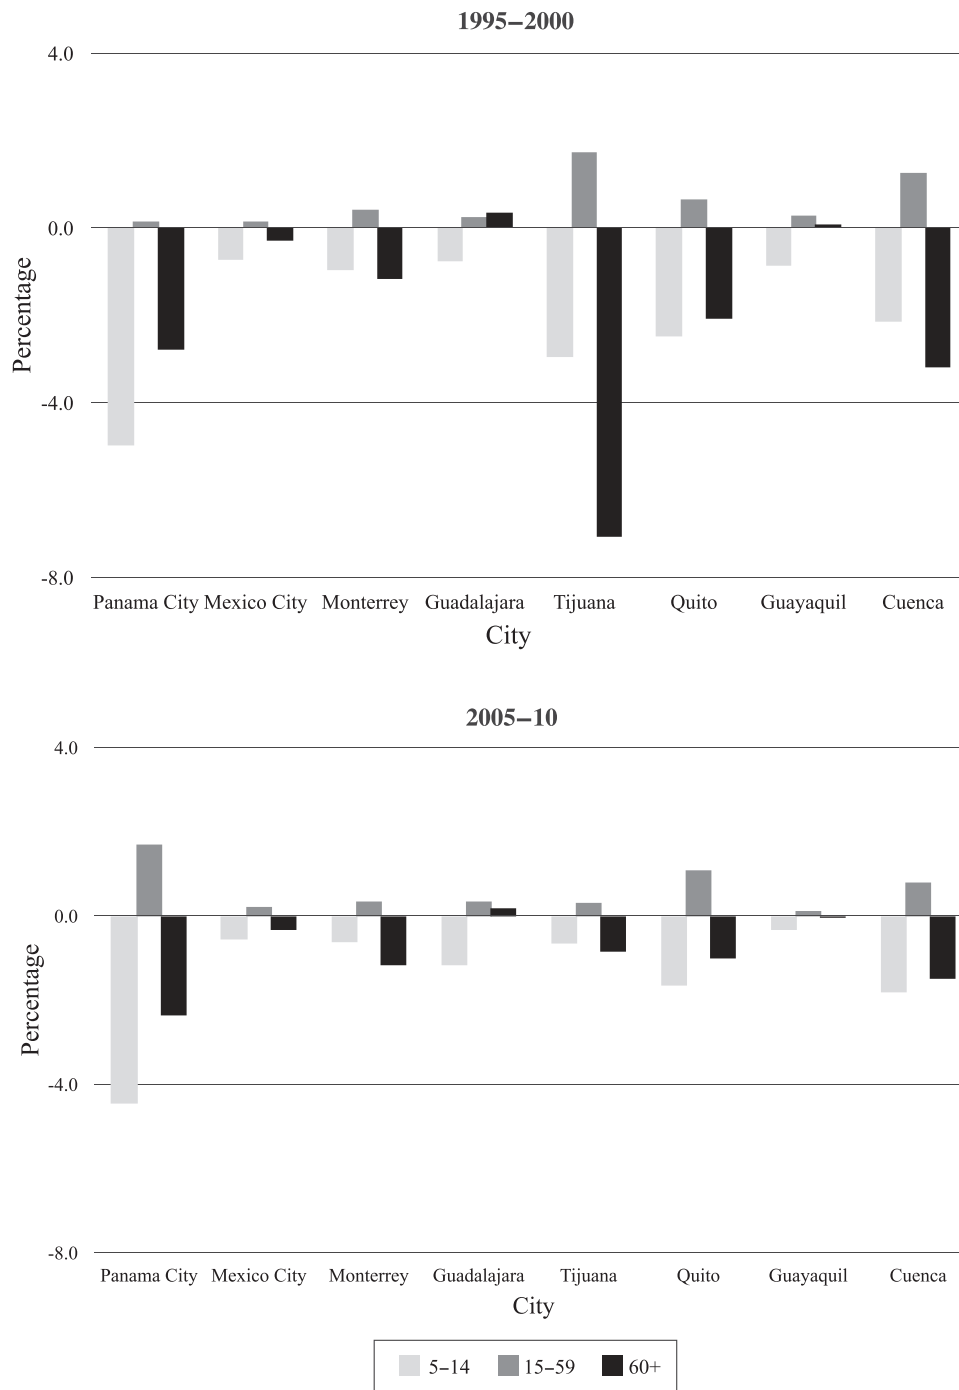 1995–2000
4.0
0.0
-4.0
-8.0
Percentage
Panama City Mexico City Monterrey Guadalajara Tijuana Quito Guayaquil Cuenca
City
2005–10
4.0
0.0
-4.0
-8.0
Percentage
Panama City Mexico City Monterrey Guadalajara Tijuana Quito Guayaquil Cuenca
City
5–14 15–59 60+